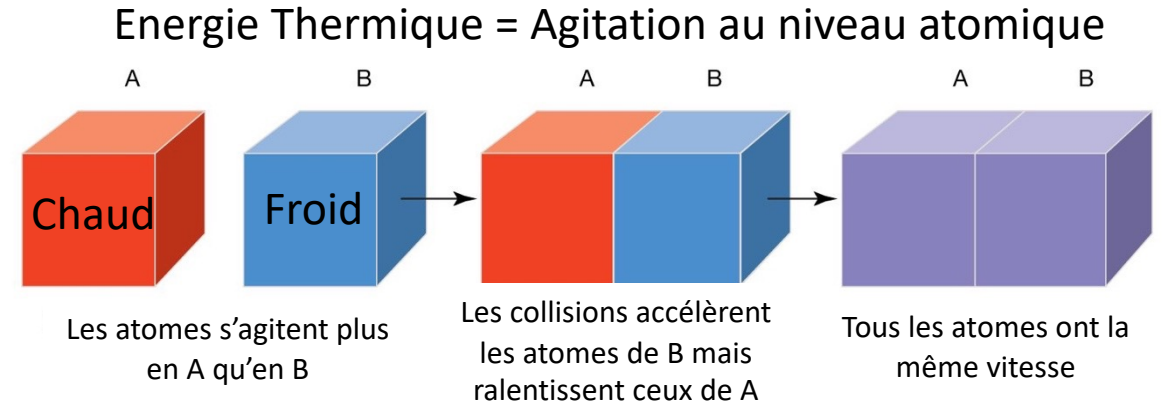 Energie Thermique = Agitation au niveau atomique
A
B
A
B
A
B
Chaud
Froid
Les atomes s’agitent plus
en A qu’en B
Les collisions accélèrent
les atomes de B mais
ralentissent ceux de A
Tous les atomes ont la
même vitesse